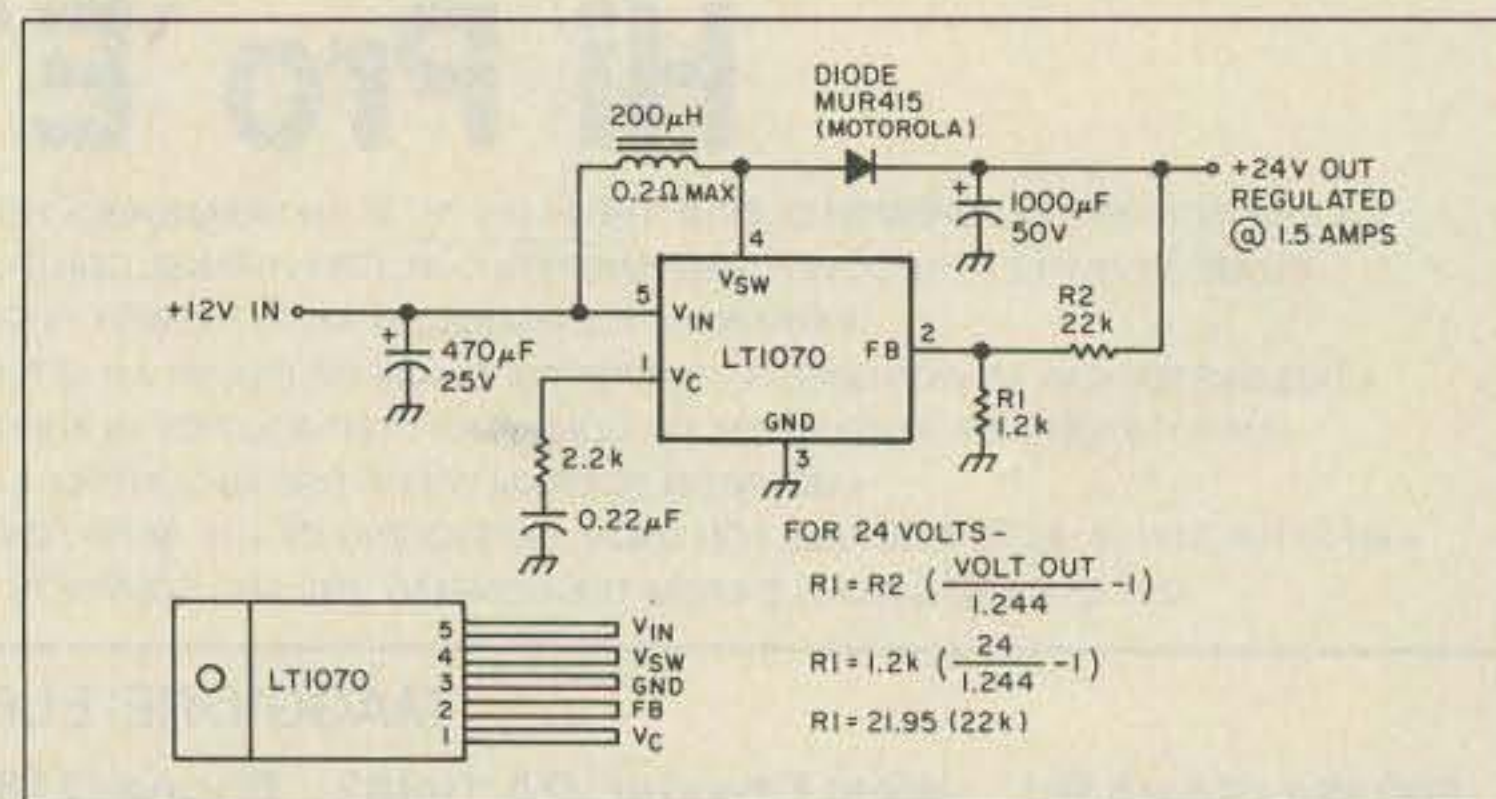 DIODE
MUR415
(MOTOROLA)
200µH
0.2Ω MAX
+
1000µF
50V
+24V OUT
REGULATED
@ 1.5 AMPS
4
VSW
+12V IN
5
VIN
LT1070
FB
2
R2
22k
+
470µF
25V
1
VC
GND
3
R1
1.2k
2.2k
0.22µF
FOR 24 VOLTS -
R1 = R2 ( VOLT OUT / 1.244 - 1 )
R1 = 1.2k ( 24 / 1.244 - 1 )
R1 = 21.95 (22k)
LT1070
5 VIN
4 VSW
3 GND
2 FB
1 VC